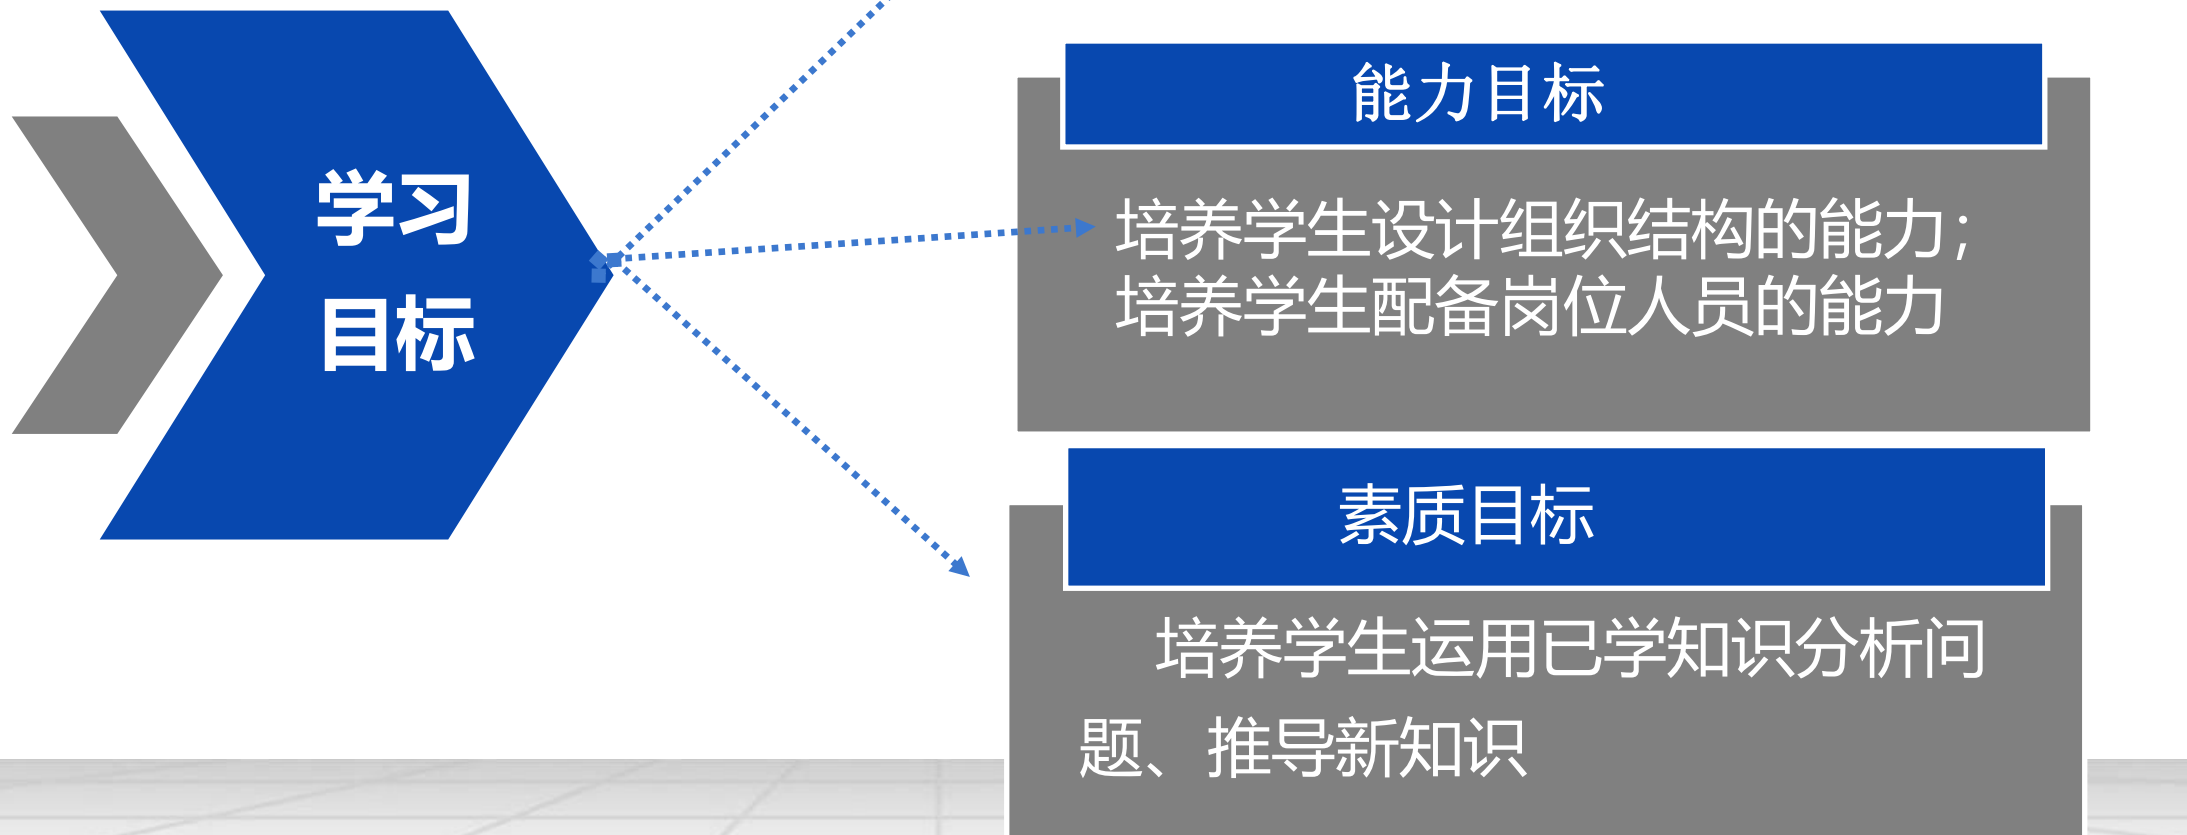 学习
目标
能力目标
培养学生设计组织结构的能力；
培养学生配备岗位人员的能力
素质目标
培养学生运用已学知识分析问
题、推导新知识